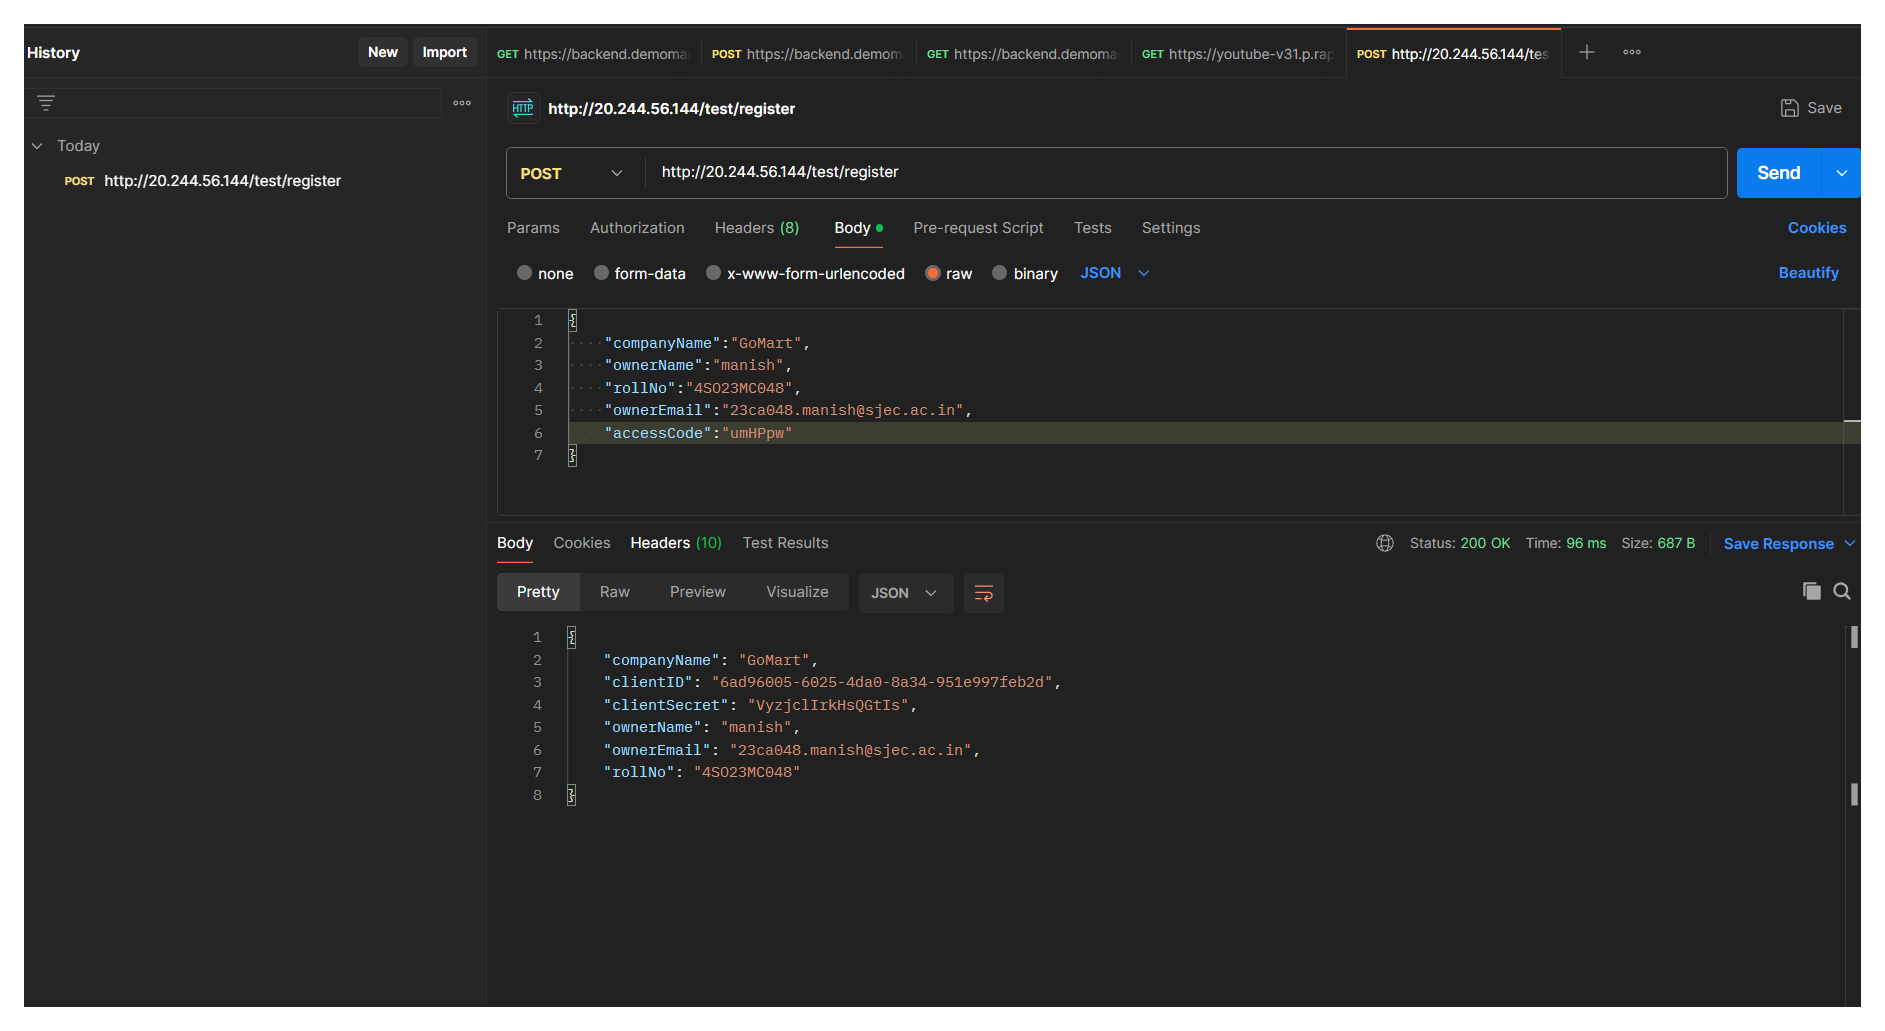 History
New
Import
GET https://backend.demoma
POST https://backend.demom
GET https://backend.demoma
GET https://youtube-v31.p.rap
POST http://20.244.56.144/tes
HTTP
http://20.244.56.144/test/register
Save
Today
POST http://20.244.56.144/test/register
POST
http://20.244.56.144/test/register
Send
Params
Authorization
Headers (8)
Body
Pre-request Script
Tests
Settings
Cookies
none
form-data
x-www-form-urlencoded
raw
binary
JSON
Beautify
1 {
2 "companyName":"GoMart",
3 "ownerName":"manish",
4 "rollNo":"4SO23MC048",
5 "ownerEmail":"23ca048.manish@sjec.ac.in",
6 "accessCode":"umHPpw"
7 }
Body
Cookies
Headers (10)
Test Results
Status: 200 OK
Time: 96 ms
Size: 687 B
Save Response
Pretty
Raw
Preview
Visualize
JSON
1 {
2 "companyName": "GoMart",
3 "clientID": "6ad96005-6025-4da0-8a34-951e997feb2d",
4 "clientSecret": "VyzjclIrkHsQGtIs",
5 "ownerName": "manish",
6 "ownerEmail": "23ca048.manish@sjec.ac.in",
7 "rollNo": "4SO23MC048"
8 }